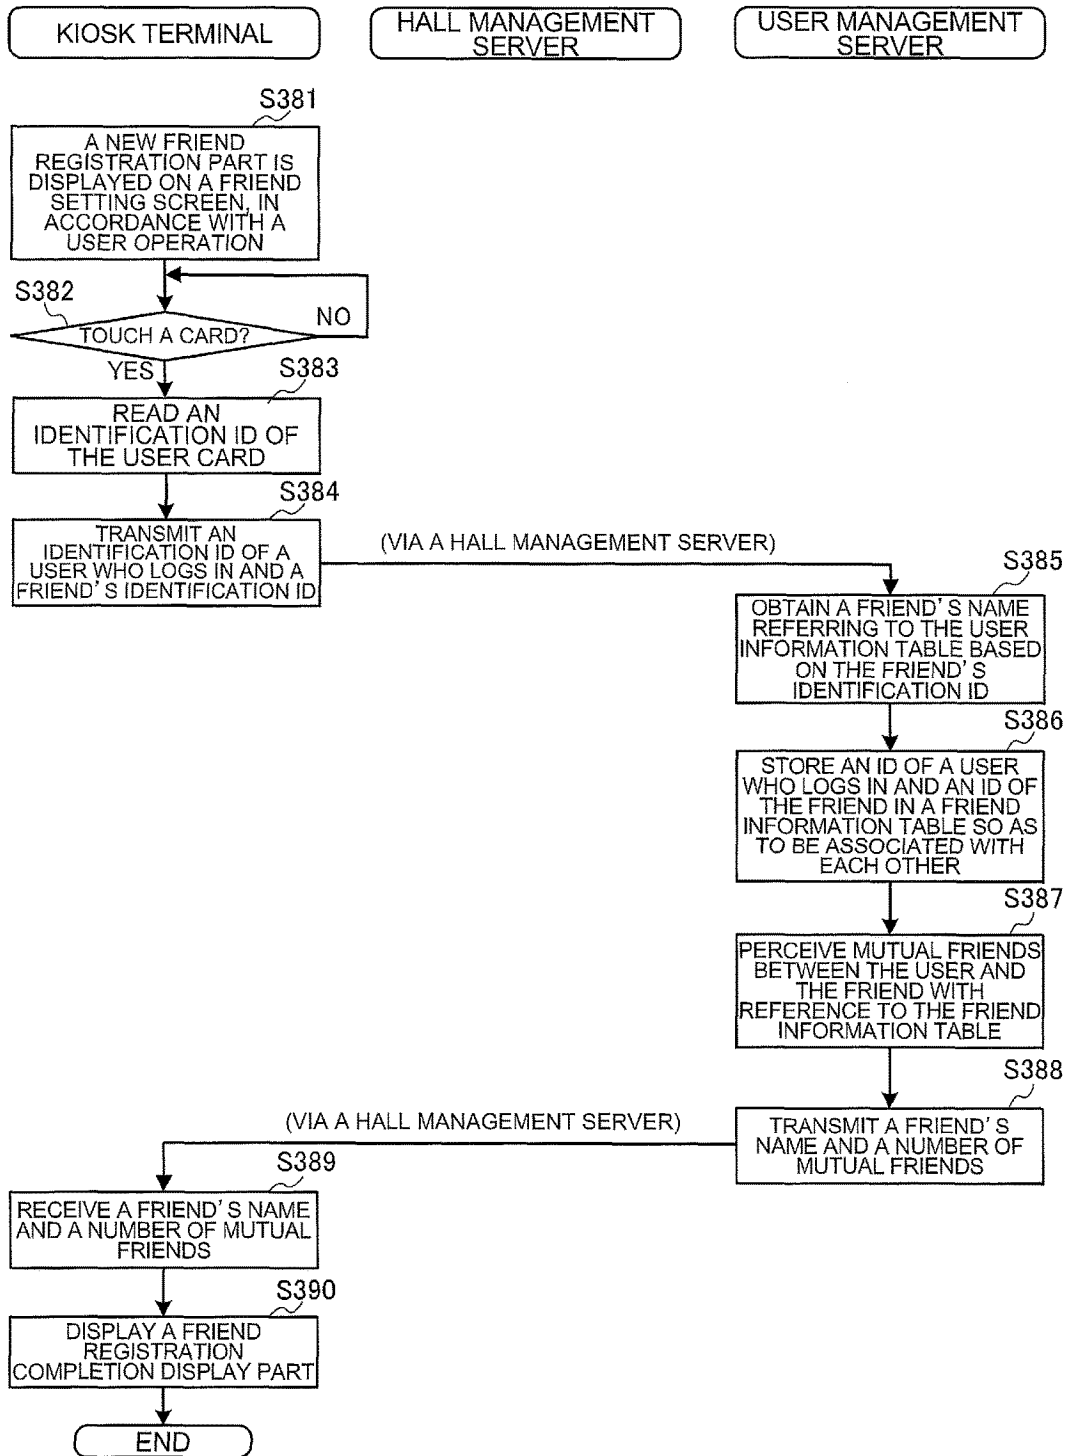 KIOSK TERMINAL
HALL MANAGEMENT
SERVER
USER MANAGEMENT
SERVER
S381
A NEW FRIEND
REGISTRATION PART IS
DISPLAYED ON A FRIEND
SETTING SCREEN, IN
ACCORDANCE WITH A
USER OPERATION
S382
TOUCH A CARD?
NO
YES
S383
READ AN
IDENTIFICATION ID OF
THE USER CARD
S384
TRANSMIT AN
IDENTIFICATION ID OF A
USER WHO LOGS IN AND A
FRIEND'S IDENTIFICATION ID
(VIA A HALL MANAGEMENT SERVER)
S385
OBTAIN A FRIEND'S NAME
REFERRING TO THE USER
INFORMATION TABLE BASED
ON THE FRIEND'S
IDENTIFICATION ID
S386
STORE AN ID OF A USER
WHO LOGS IN AND AN ID OF
THE FRIEND IN A FRIEND
INFORMATION TABLE SO AS
TO BE ASSOCIATED WITH
EACH OTHER
S387
PERCEIVE MUTUAL FRIENDS
BETWEEN THE USER AND
THE FRIEND WITH
REFERENCE TO THE FRIEND
INFORMATION TABLE
S388
TRANSMIT A FRIEND'S
NAME AND A NUMBER OF
MUTUAL FRIENDS
(VIA A HALL MANAGEMENT SERVER)
S389
RECEIVE A FRIEND'S NAME
AND A NUMBER OF MUTUAL
FRIENDS
S390
DISPLAY A FRIEND
REGISTRATION
COMPLETION DISPLAY PART
END